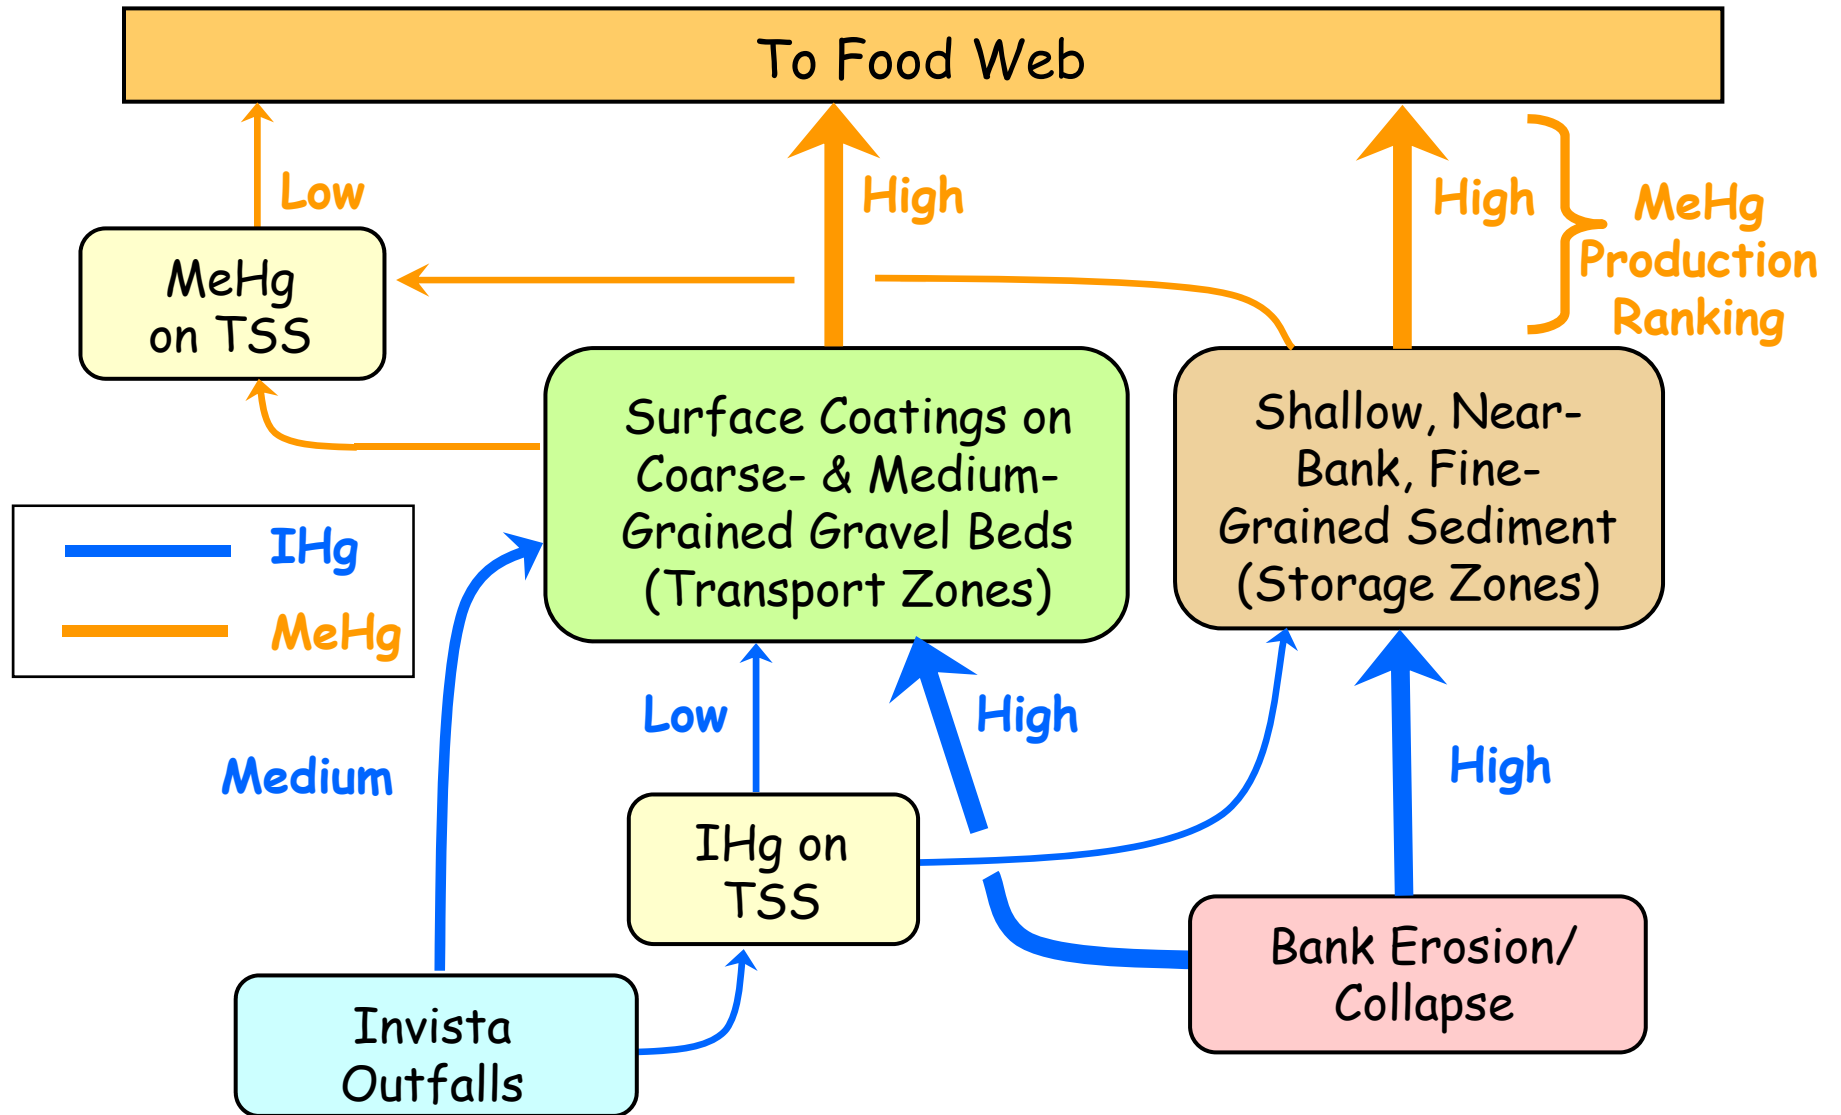 To Food Web
Low
High
High
MeHg
Production
Ranking
MeHg
on TSS
Surface Coatings on
Coarse- & Medium-
Grained Gravel Beds
(Transport Zones)
Shallow, Near-
Bank, Fine-
Grained Sediment
(Storage Zones)
IHg
MeHg
Low
High
Medium
High
IHg on
TSS
Bank Erosion/
Collapse
Invista
Outfalls